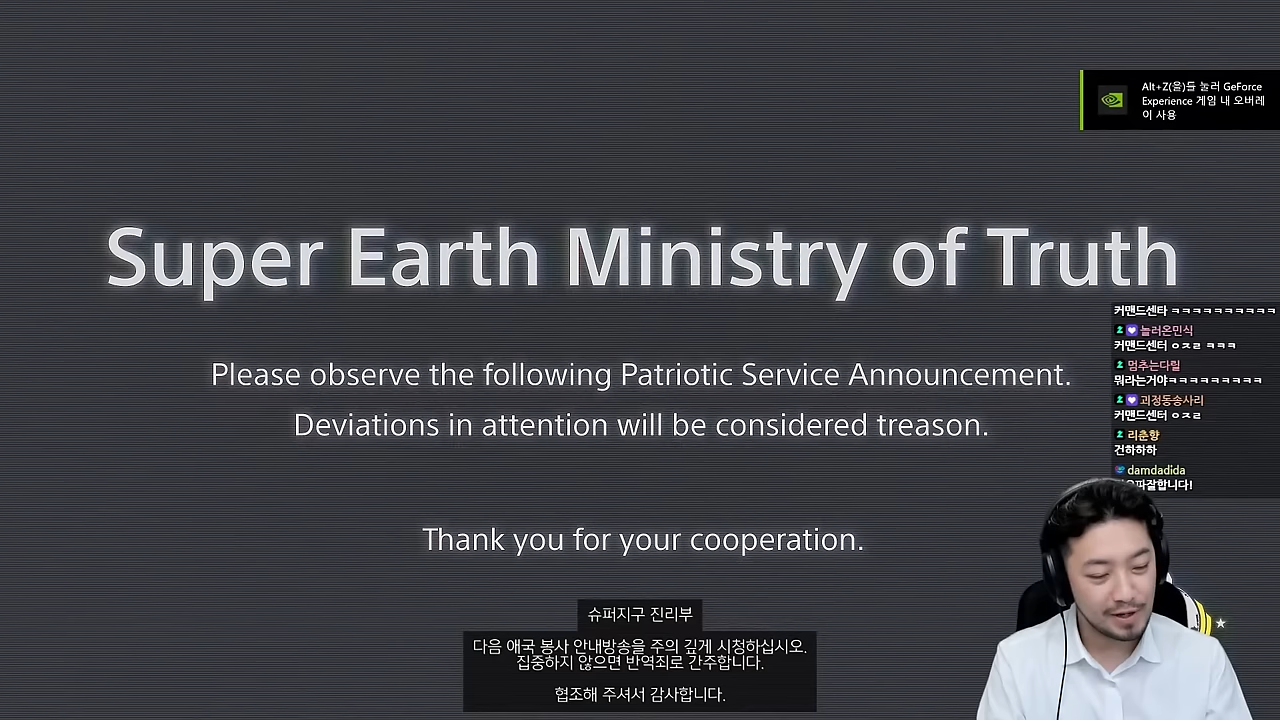 Alt+Z(을)를 눌러 GeForce
Experience 게임 내 오버레
이 사용
Super Earth Ministry of Truth
Please observe the following Patriotic Service Announcement.
Deviations in attention will be considered treason.
Thank you for your cooperation.
커맨드센타 ㅋㅋㅋㅋㅋㅋㅋㅋㅋㅋ
눌러온민식
커맨드센터 ㅇㅈㄹ ㅋㅋㅋ
멈추는다릴
뭐라는거야ㅋㅋㅋㅋㅋㅋㅋㅋㅋ
괴정동송사리
커맨드센터 ㅇㅈㄹ
리춘향
건하하하
damdadida
잘합니다!
슈퍼지구 진리부
다음 애국 봉사 안내방송을 주의 깊게 시청하십시오.
집중하지 않으면 반역죄로 간주합니다.
협조해 주셔서 감사합니다.